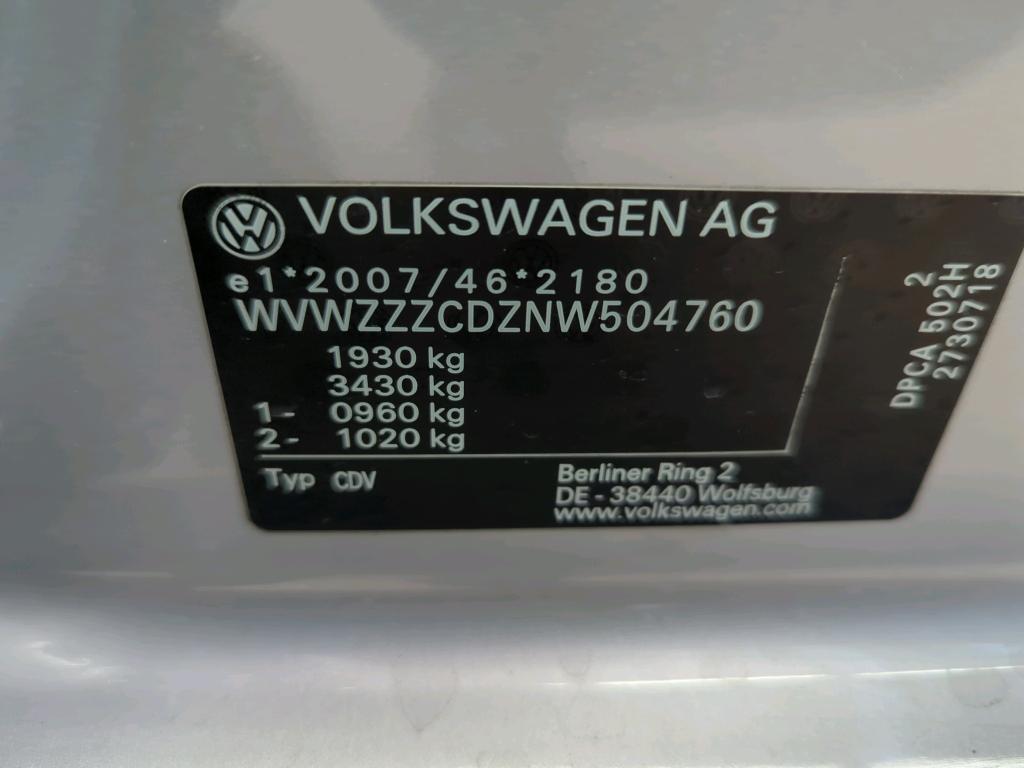 VOLKSWAGEN AG
e1*2007/46*2180
WVWZZZCDZNW504760
1930 kg
3430 kg
1- 0960 kg
2- 1020 kg
Typ CDV
Berliner Ring 2
DE - 38440 Wolfsburg
www.volkswagen.com
2
DPCA 502H
2730718